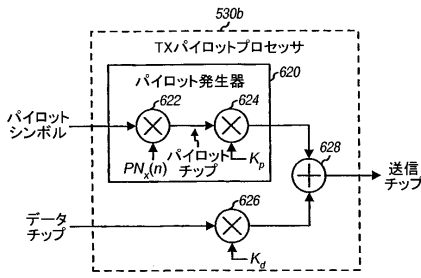 530b
TXパイロットプロセッサ
620
パイロット発生器
622
624
628
パイロット
シンボル
パイロット
チップ
PNx(n)
Kp
送信
チップ
データ
チップ
626
Kd